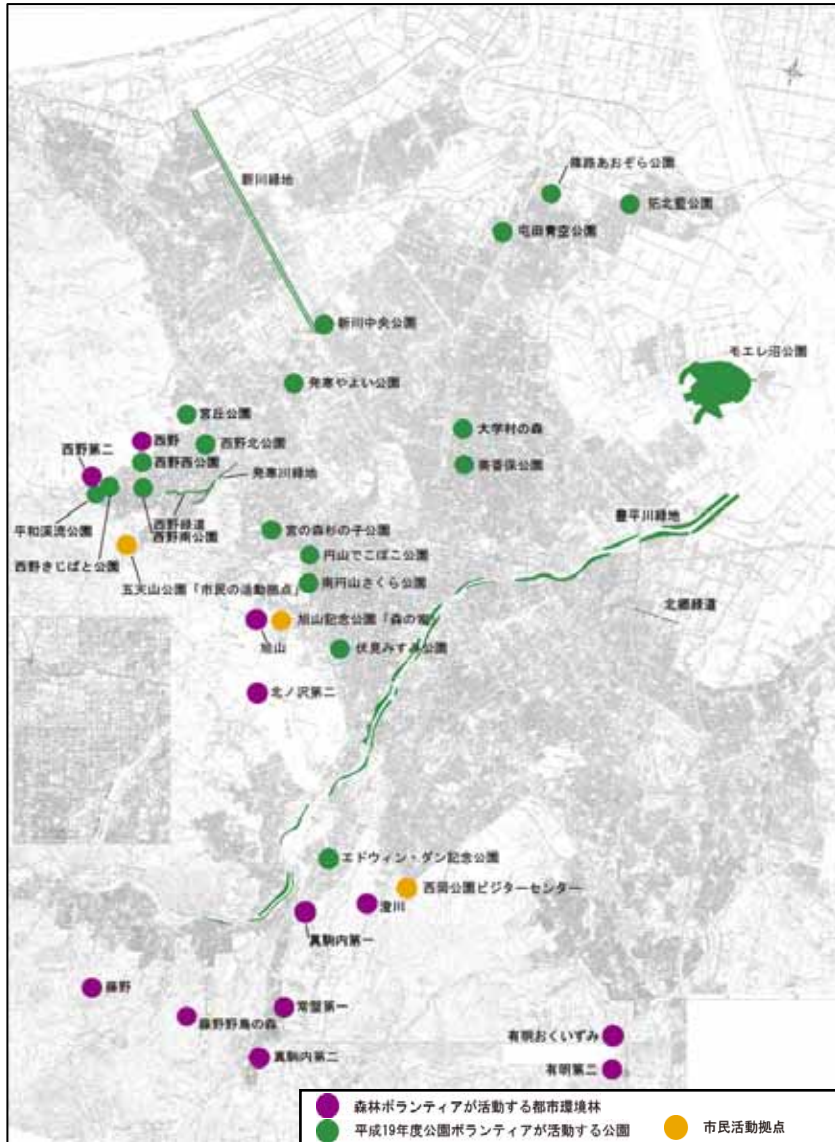 篠路あおぞら公園
新川緑地
拓北藍公園
屯田青空公園
新川中央公園
モエレ沼公園
発寒やよい公園
宮丘公園
大学村の森
西野
西野北公園
西野第二
西野西公園
美香保公園
発寒川緑地
豊平川緑地
平和渓流公園
西野緑道
西野南公園
宮の森杉の子公園
西野きじばと公園
円山でこぼこ公園
五天山公園「市民の活動拠点」
南円山さくら公園
北郷緑道
旭山記念公園「森の家」
旭山
伏見みすみ公園
北ノ沢第二
エドウィン・ダン記念公園
西岡公園ビジターセンター
澄川
真駒内第一
藤野
常盤第一
藤野野鳥の森
有明おくいずみ
真駒内第二
有明第二
森林ボランティアが活動する都市環境林
平成19年度公園ボランティアが活動する公園
市民活動拠点